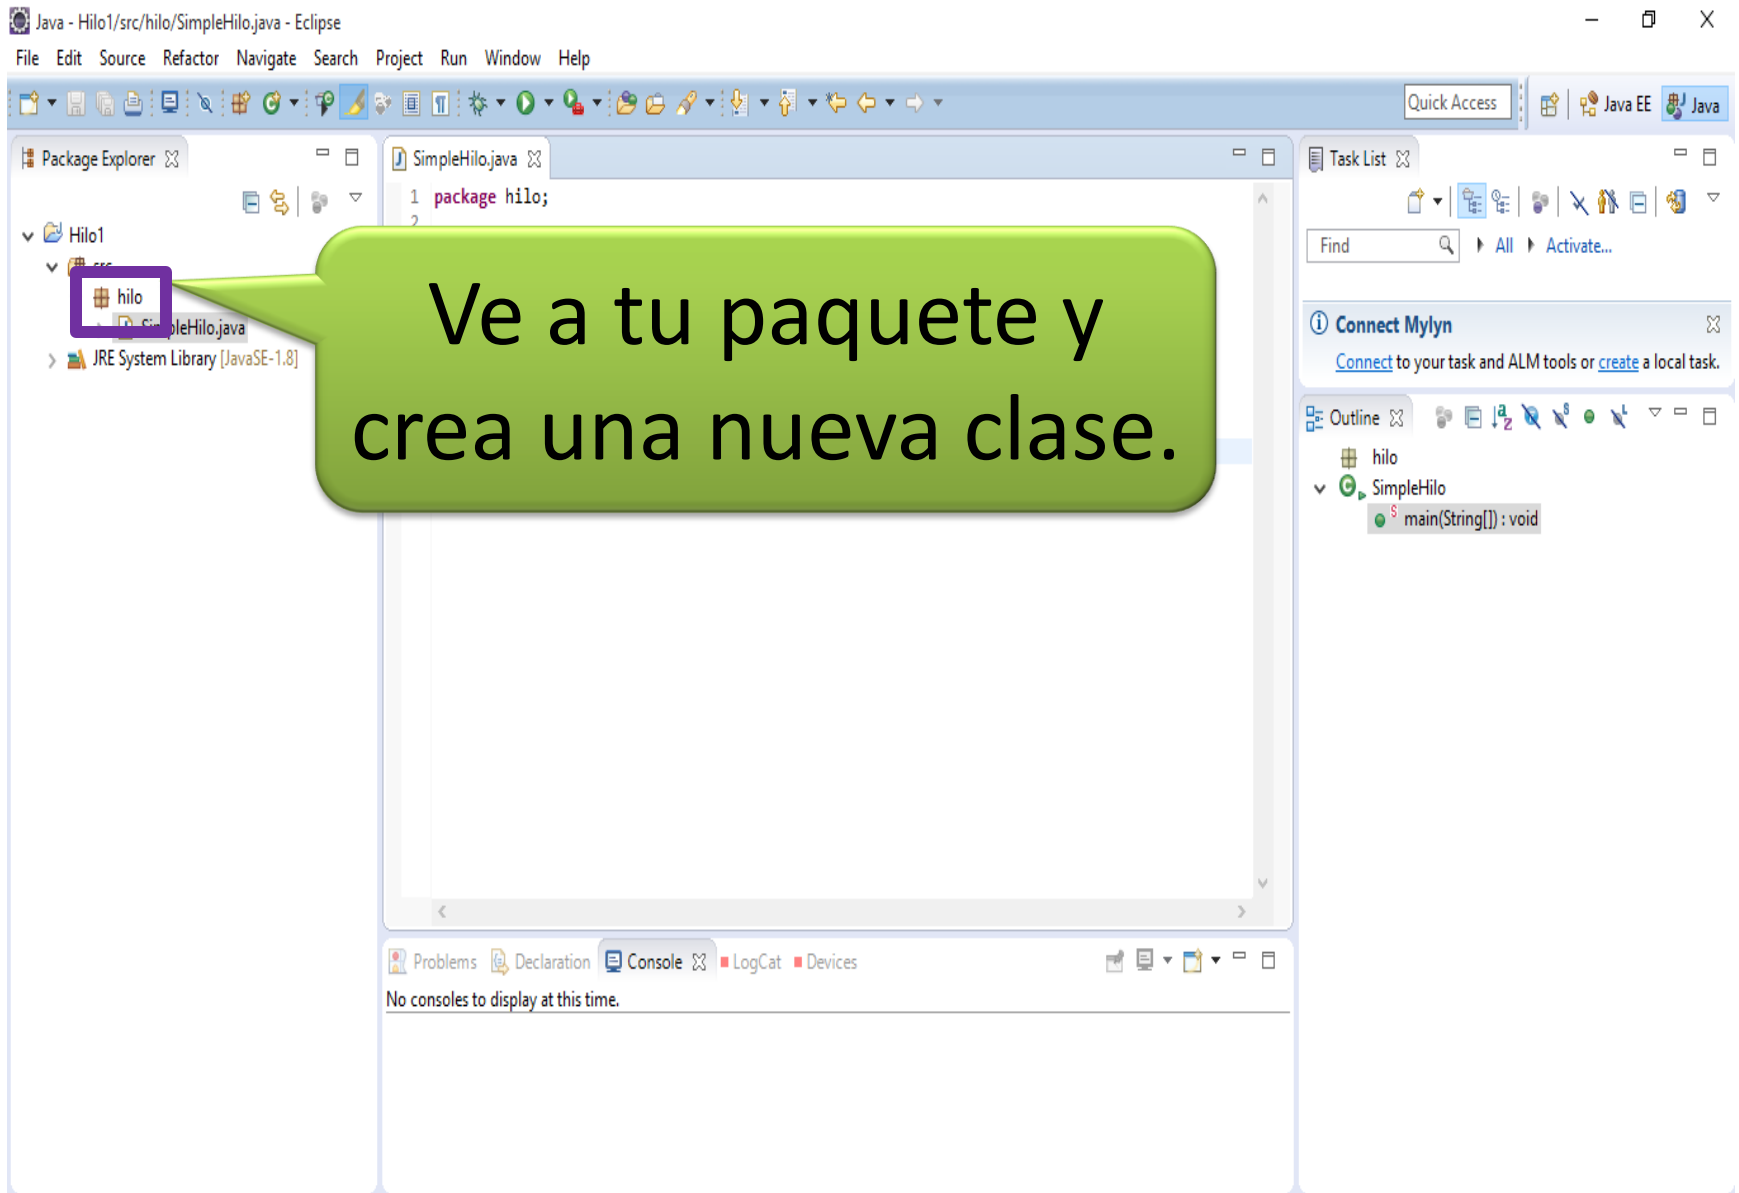 Java - Hilo1/src/hilo/SimpleHilo.java - Eclipse
File Edit Source Refactor Navigate Search Project Run Window Help
Quick Access Java EE Java
Package Explorer
Hilo1
src
hilo
SimpleHilo.java
JRE System Library [JavaSE-1.8]
SimpleHilo.java
1 package hilo;
2
Ve a tu paquete y
crea una nueva clase.
Task List
Find All Activate...
Connect Mylyn
Connect to your task and ALM tools or create a local task.
Outline
hilo
SimpleHilo
main(String[]) : void
Problems Declaration Console LogCat Devices
No consoles to display at this time.